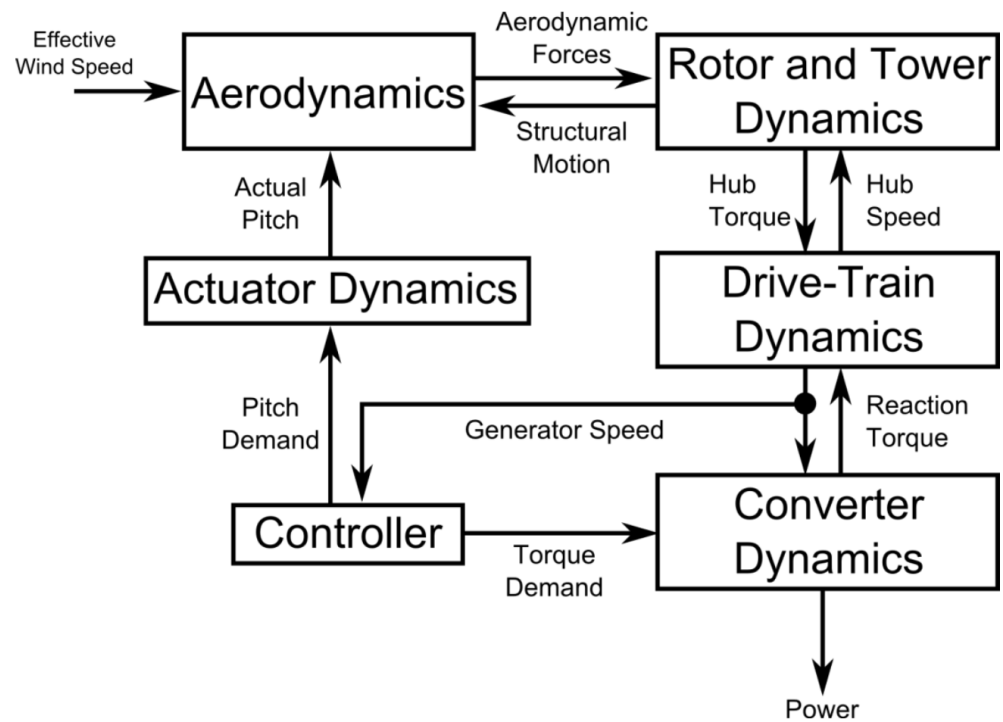 Effective
Wind Speed
Aerodynamics
Aerodynamic
Forces
Structural
Motion
Rotor and Tower
Dynamics
Actual
Pitch
Hub
Torque
Hub
Speed
Actuator Dynamics
Drive-Train
Dynamics
Pitch
Demand
Generator Speed
Reaction
Torque
Controller
Torque
Demand
Converter
Dynamics
Power